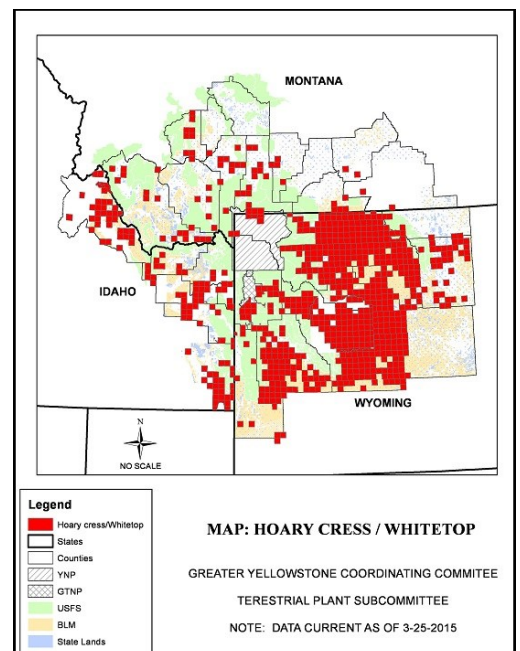 MONTANA
IDAHO
WYOMING
N
NO SCALE
Legend
Hoary cress/Whitetop
States
Counties
YNP
GTNP
USFS
BLM
State Lands
MAP: HOARY CRESS / WHITETOP
GREATER YELLOWSTONE COORDINATING COMMITEE
TERESTRIAL PLANT SUBCOMMITTEE
NOTE: DATA CURRENT AS OF 3-25-2015